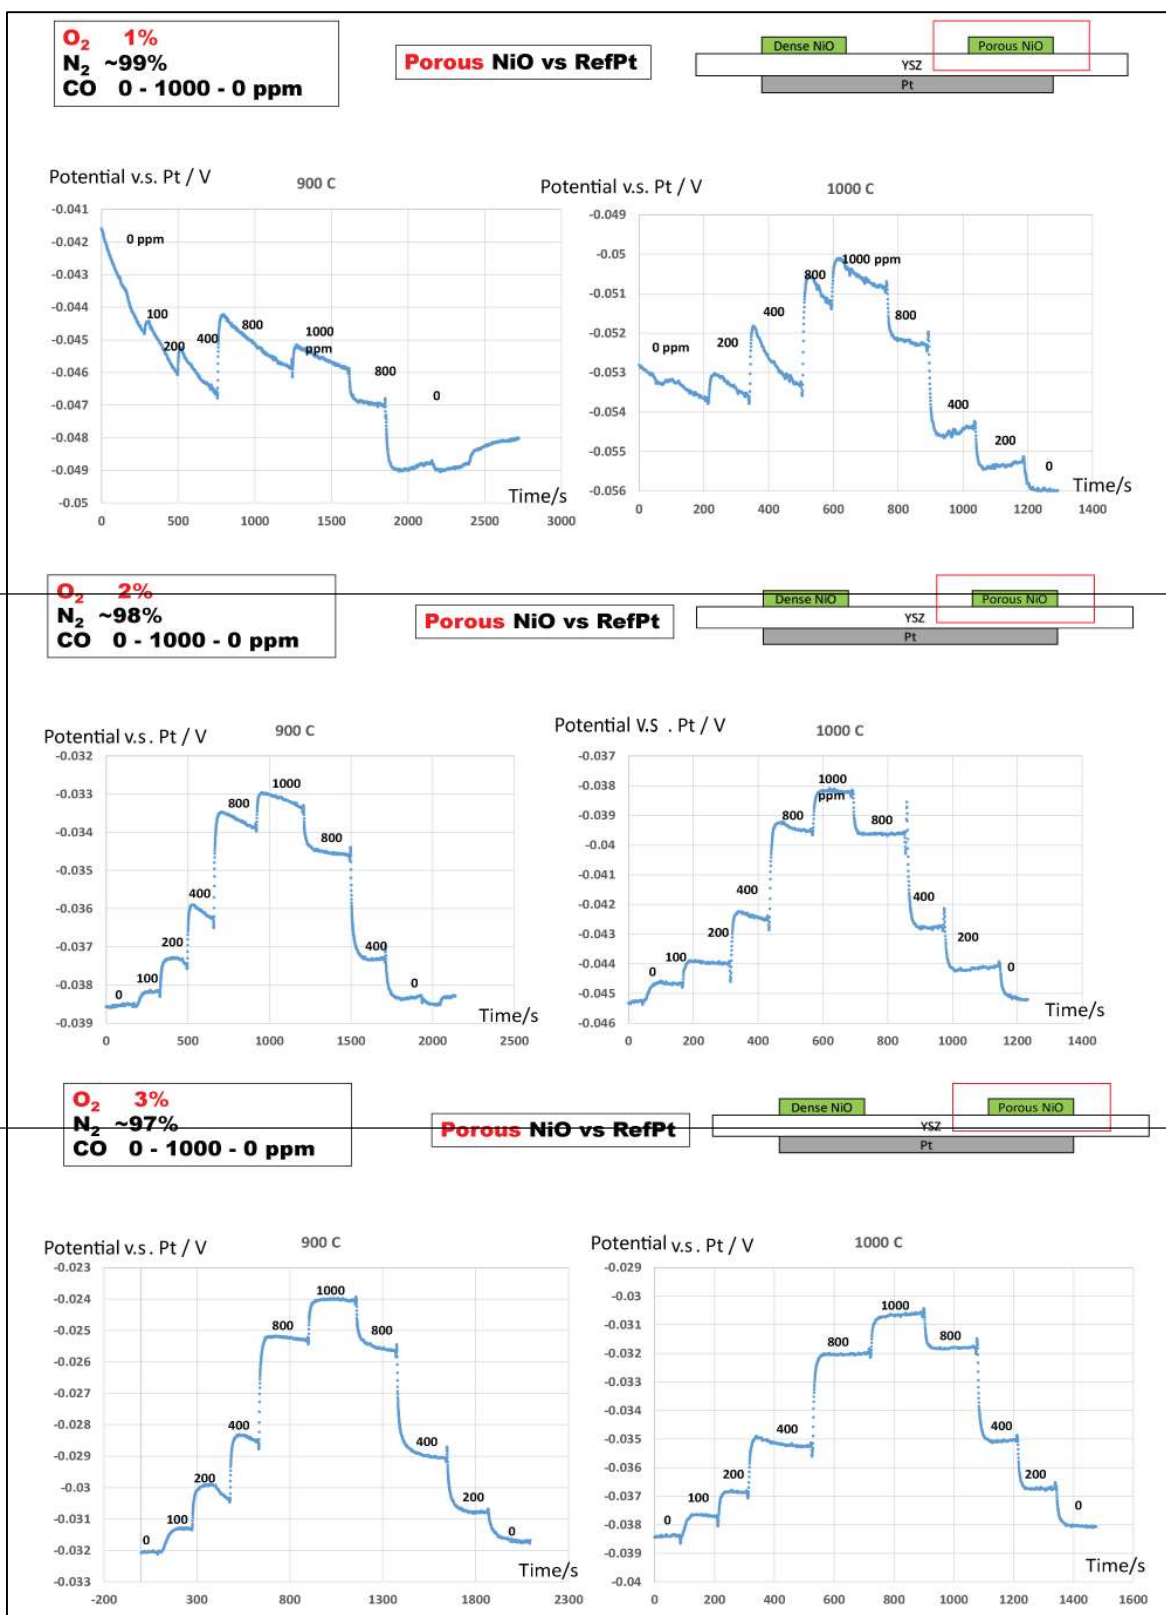 O2 1%
N2 ~99%
CO 0 - 1000 - 0 ppm
Porous NiO vs RefPt
Dense NiO
Porous NiO
YSZ
Pt
Potential v.s. Pt / V
900 C
-0.041
-0.042
-0.043
-0.044
-0.045
-0.046
-0.047
-0.048
-0.049
-0.05
0 ppm
100
200
400
800
1000
ppm
800
0
Time/s
0 500 1000 1500 2000 2500 3000
Potential v.s. Pt / V
1000 C
-0.049
-0.05
-0.051
-0.052
-0.053
-0.054
-0.055
-0.056
0 ppm
200
400
800
1000 ppm
800
400
200
0
Time/s
0 200 400 600 800 1000 1200 1400
O2 2%
N2 ~98%
CO 0 - 1000 - 0 ppm
Porous NiO vs RefPt
Dense NiO
Porous NiO
YSZ
Pt
Potential v.s. Pt / V
900 C
-0.032
-0.033
-0.034
-0.035
-0.036
-0.037
-0.038
-0.039
0
100
200
400
800
1000
800
400
0
Time/s
0 500 1000 1500 2000 2500
Potential V.S . Pt / V
1000 C
-0.037
-0.038
-0.039
-0.04
-0.041
-0.042
-0.043
-0.044
-0.045
-0.046
0
100
200
400
800
1000
ppm
800
400
200
0
Time/s
0 200 400 600 800 1000 1200 1400
O2 3%
N2 ~97%
CO 0 - 1000 - 0 ppm
Porous NiO vs RefPt
Dense NiO
Porous NiO
YSZ
Pt
Potential v.s. Pt / V
900 C
-0.023
-0.024
-0.025
-0.026
-0.027
-0.028
-0.029
-0.03
-0.031
-0.032
-0.033
0
100
200
400
800
1000
800
400
200
0
Time/s
-200 300 800 1300 1800 2300
Potential v.s. Pt / V
1000 C
-0.029
-0.03
-0.031
-0.032
-0.033
-0.034
-0.035
-0.036
-0.037
-0.038
-0.039
-0.04
0
100
200
400
800
1000
800
400
200
0
Time/s
0 200 400 600 800 1000 1200 1400 1600